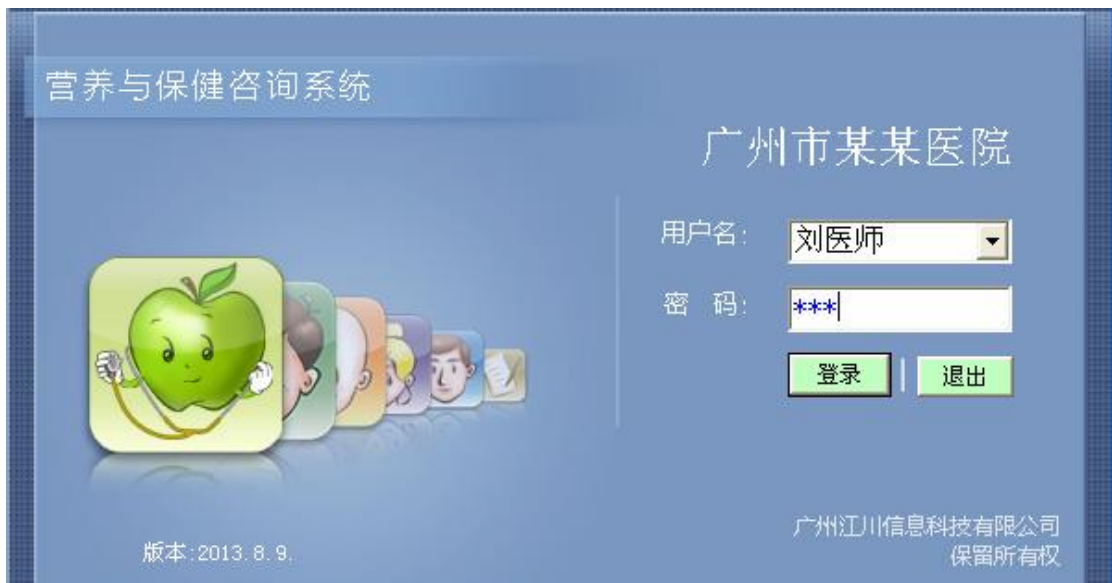 营养与保健咨询系统
广州市某某医院
用户名: 刘医师
密 码: ***
登录 | 退出
广州江川信息科技有限公司
保留所有权
版本:2013.8.9.